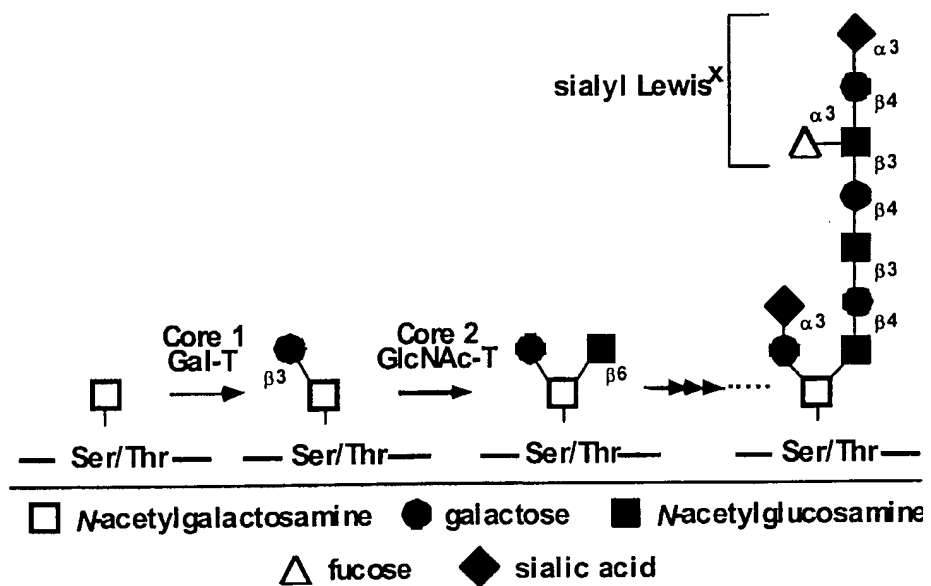 α3
sialyl Lewis x
β4
α3
β3
β4
β3
Core 1
Gal-T
Core 2
GlcNAc-T
α3
β4
β3
β6
Ser/Thr
Ser/Thr
Ser/Thr
Ser/Thr
N-acetylgalactosamine
galactose
N-acetylglucosamine
fucose
sialic acid